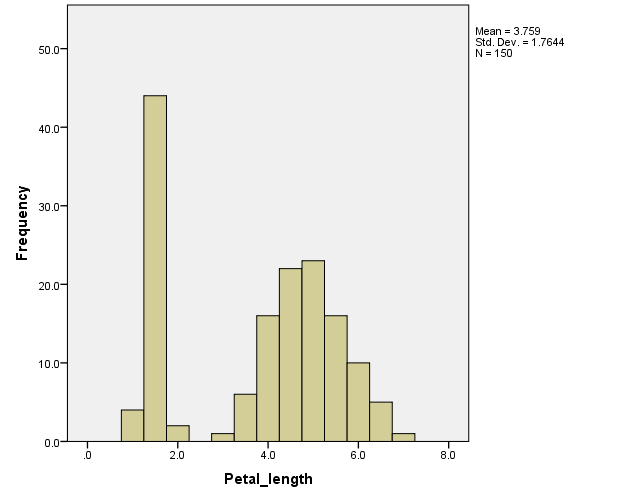 Mean = 3.759
Std. Dev. = 1.7644
N = 150
50.0
40.0
30.0
20.0
10.0
0.0
Frequency
.0 2.0 4.0 6.0 8.0
Petal_length